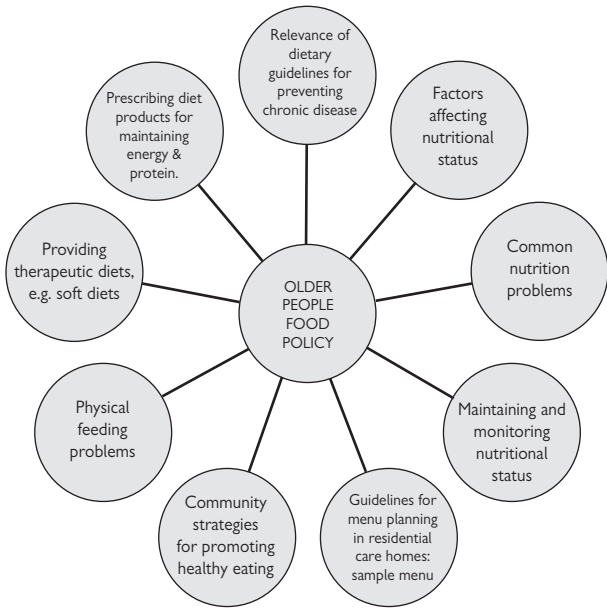 Relevance of
dietary
guidelines for
preventing
chronic disease
Factors
affecting
nutritional
status
Common
nutrition
problems
Maintaining and
monitoring
nutritional
status
Guidelines for
menu planning
in residential
care homes:
sample menu
Community
strategies
for promoting
healthy eating
Physical
feeding
problems
Providing
therapeutic diets,
e.g. soft diets
Prescribing diet
products for
maintaining
energy &
protein.
OLDER
PEOPLE
FOOD
POLICY